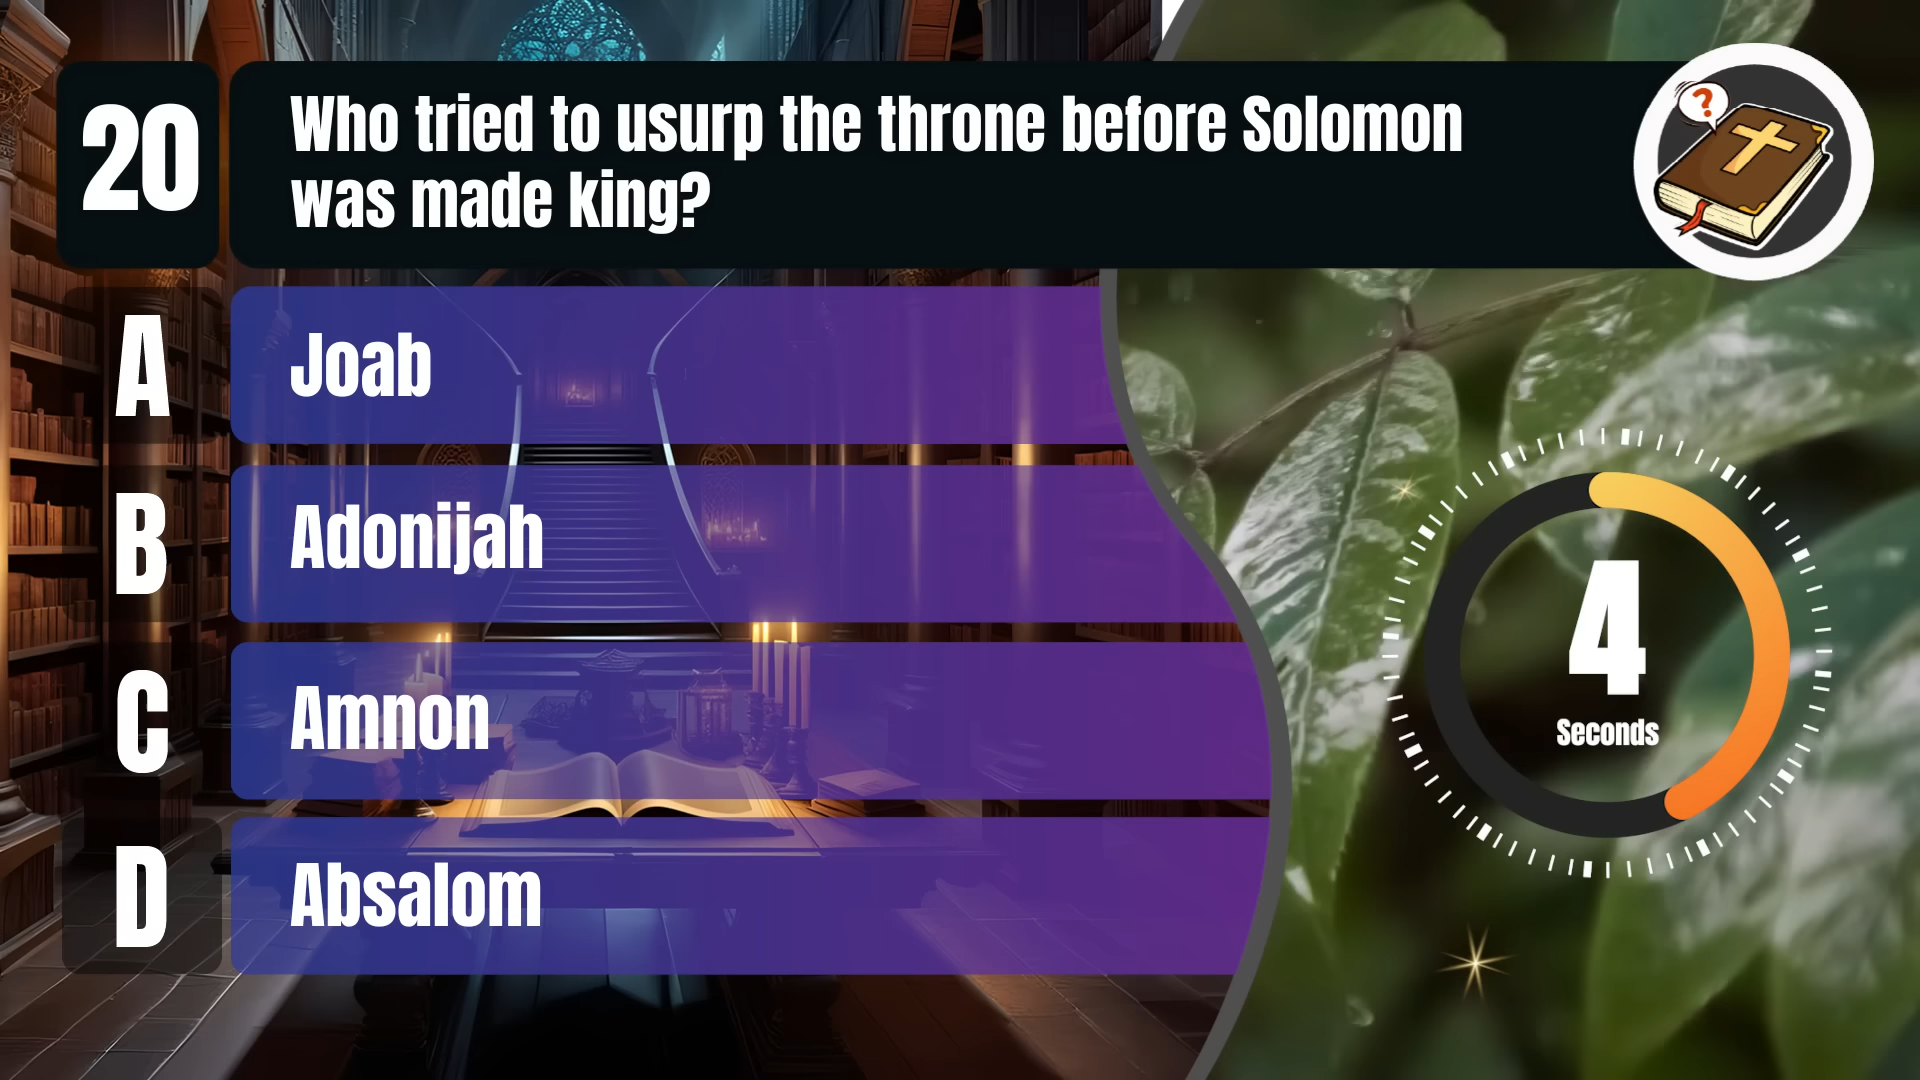 20
Who tried to usurp the throne before Solomon
was made king?
?
A
Joab
B
Adonijah
C
Amnon
D
Absalom
4
Seconds